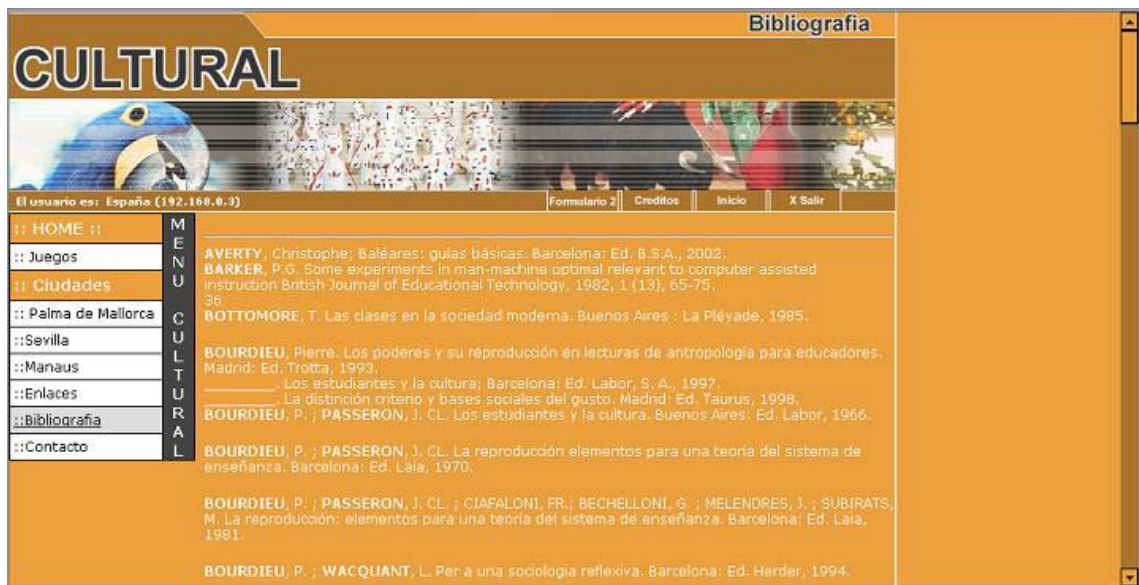 Bibliografia
CULTURAL
El usuario es: España (192.160.0.3)
Formulario 2 Creditos Inicio X Salir
:: HOME ::
:: Juegos
:: Ciudades
:: Palma de Mallorca
::Sevilla
::Manaus
::Enlaces
::Bibliografia
::Contacto
MENU CULTURAL
AVERTY, Christophe; Baléares: guías básicas. Barcelona: Ed. B.S.A., 2002.
BARKER, P.G. Some experiments in man-machine optimal relevant to computer assisted
instruction British Journal of Educational Technology, 1982, 1 (13), 65-75.
36
BOTTOMORE, T. Las clases en la sociedad moderna. Buenos Aires : La Pléyade, 1985.
BOURDIEU, Pierre. Los poderes y su reproducción en lecturas de antropología para educadores.
Madrid: Ed. Trotta, 1993.
________. Los estudiantes y la cultura; Barcelona: Ed. Labor, S. A., 1997.
________. La distinción criterio y bases sociales del gusto. Madrid: Ed. Taurus, 1998.
BOURDIEU, P. ; PASSERON, J. CL. Los estudiantes y la cultura. Buenos Aires: Ed. Labor, 1966.
BOURDIEU, P. ; PASSERON, J. CL. La reproducción elementos para una teoría del sistema de
enseñanza. Barcelona: Ed. Laia, 1970.
BOURDIEU, P. ; PASSERON, J. CL. ; CIAFALONI, FR.; BECHELLONI, G. ; MELENDRES, J. ; SUBIRATS,
M. La reproducción: elementos para una teoría del sistema de enseñanza. Barcelona: Ed. Laia,
1981.
BOURDIEU, P. ; WACQUANT, L. Per a una sociologia reflexiva. Barcelona: Ed. Herder, 1994.